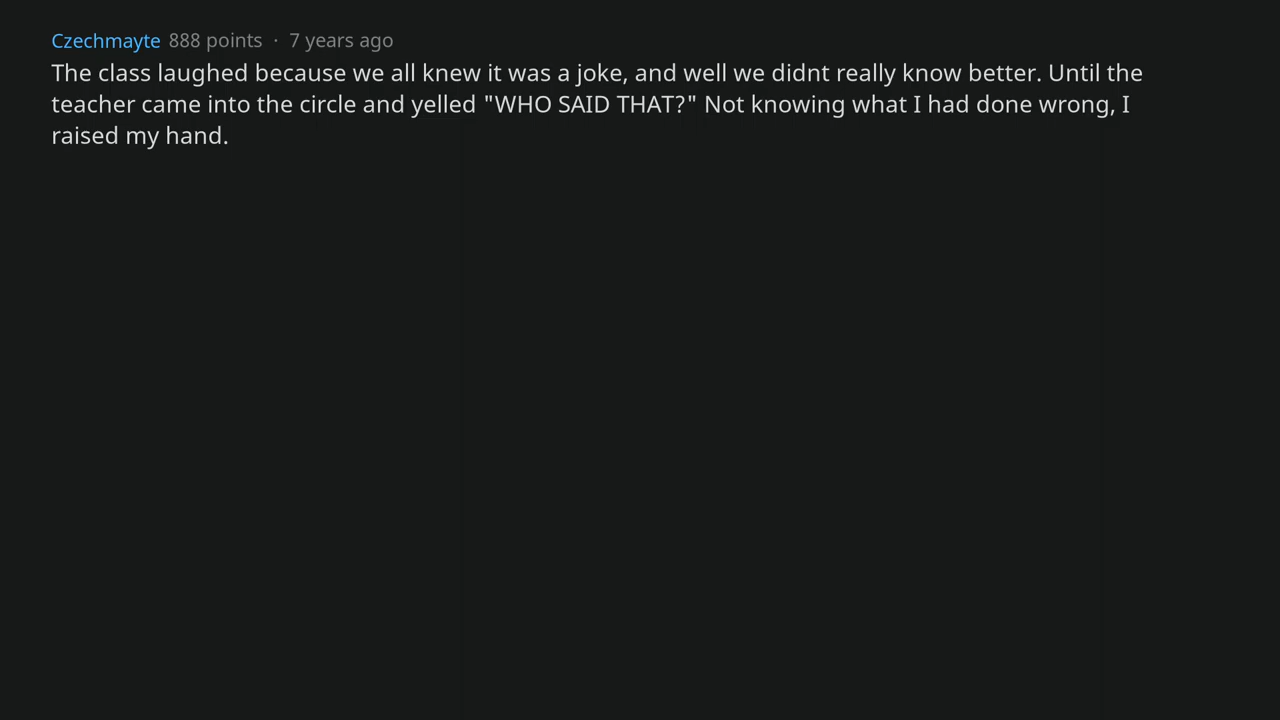 Czechmayte 888 points · 7 years ago
The class laughed because we all knew it was a joke, and well we didnt really know better. Until the
teacher came into the circle and yelled "WHO SAID THAT?" Not knowing what I had done wrong, I
raised my hand.